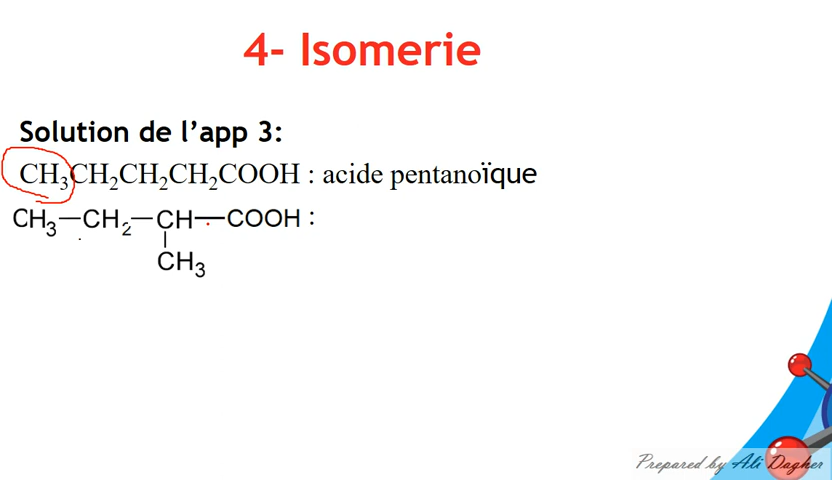 4- Isomerie
Solution de l’app 3:
CH₃CH₂CH₂CH₂COOH : acide pentanoïque
CH₃—CH₂—CH—COOH :
CH₃
Prepared by Ali Dagher